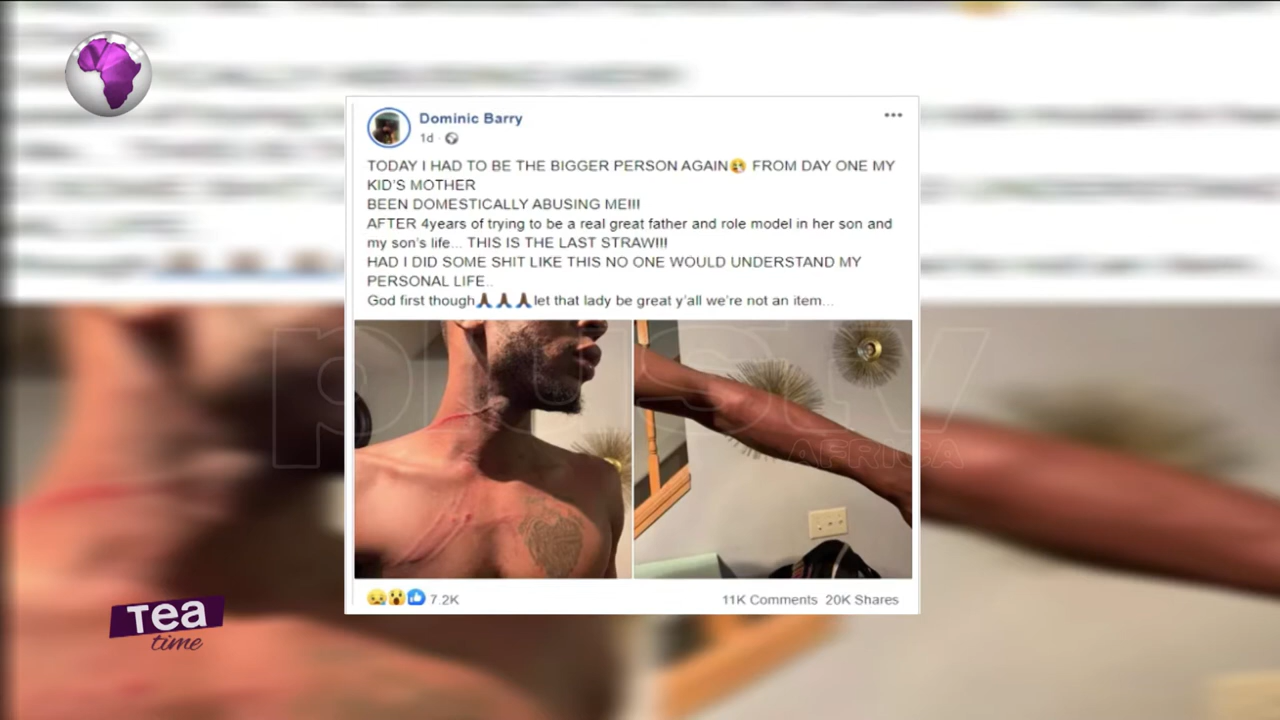 Dominic Barry
1d
TODAY I HAD TO BE THE BIGGER PERSON AGAIN😢 FROM DAY ONE MY
KID'S MOTHER
BEEN DOMESTICALLY ABUSING ME!!!
AFTER 4years of trying to be a real great father and role model in her son and
my son's life... THIS IS THE LAST STRAW!!!
HAD I DID SOME SHIT LIKE THIS NO ONE WOULD UNDERSTAND MY
PERSONAL LIFE..
God first though🙏🏿🙏🏿🙏🏿let that lady be great y'all we're not an item...
plustv
AFRICA
7.2K
11K Comments 20K Shares
Tea
time